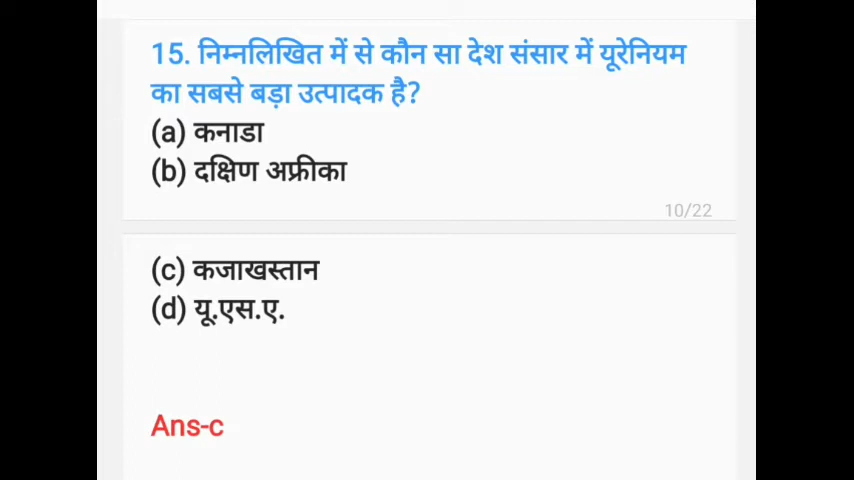 15. निम्नलिखित में से कौन सा देश संसार में यूरेनियम
का सबसे बड़ा उत्पादक है?
(a) कनाडा
(b) दक्षिण अफ्रीका
10/22
(c) कजाखस्तान
(d) यू.एस.ए.
Ans-c